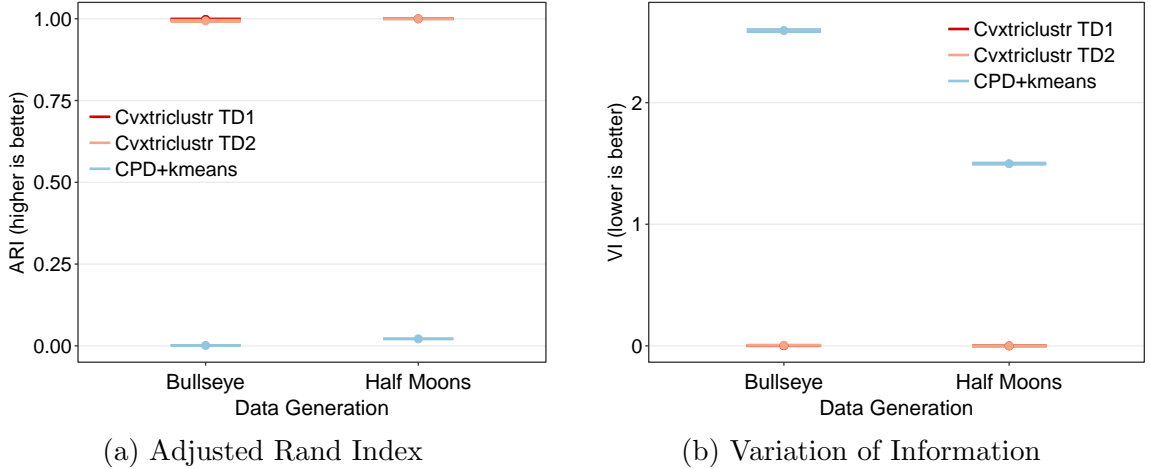 ARI (higher is better)
1.00
0.75
0.50
0.25
0.00
Cvxtriclustr TD1
Cvxtriclustr TD2
CPD+kmeans
Bullseye
Half Moons
Data Generation
(a) Adjusted Rand Index
VI (lower is better)
2
1
0
Cvxtriclustr TD1
Cvxtriclustr TD2
CPD+kmeans
Bullseye
Half Moons
Data Generation
(b) Variation of Information